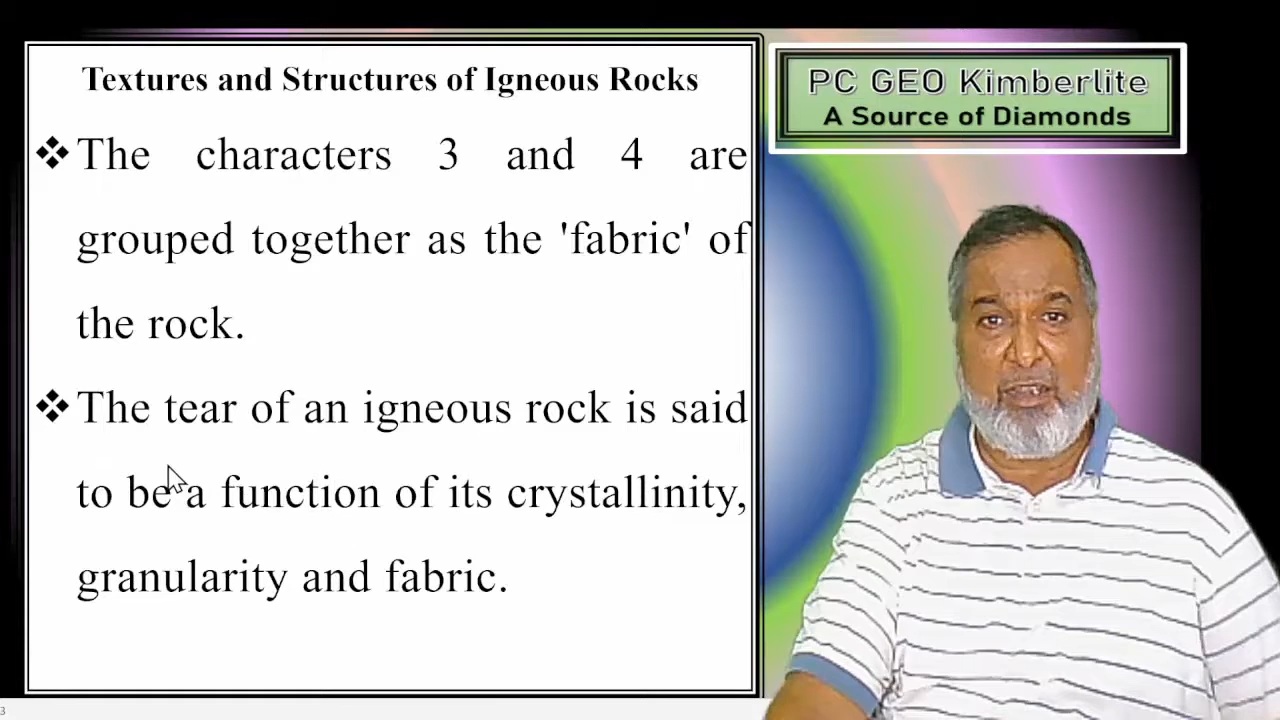 Textures and Structures of Igneous Rocks
❖ The characters 3 and 4 are
grouped together as the 'fabric' of
the rock.
❖ The tear of an igneous rock is said
to be a function of its crystallinity,
granularity and fabric.
PC GEO Kimberlite
A Source of Diamonds
3